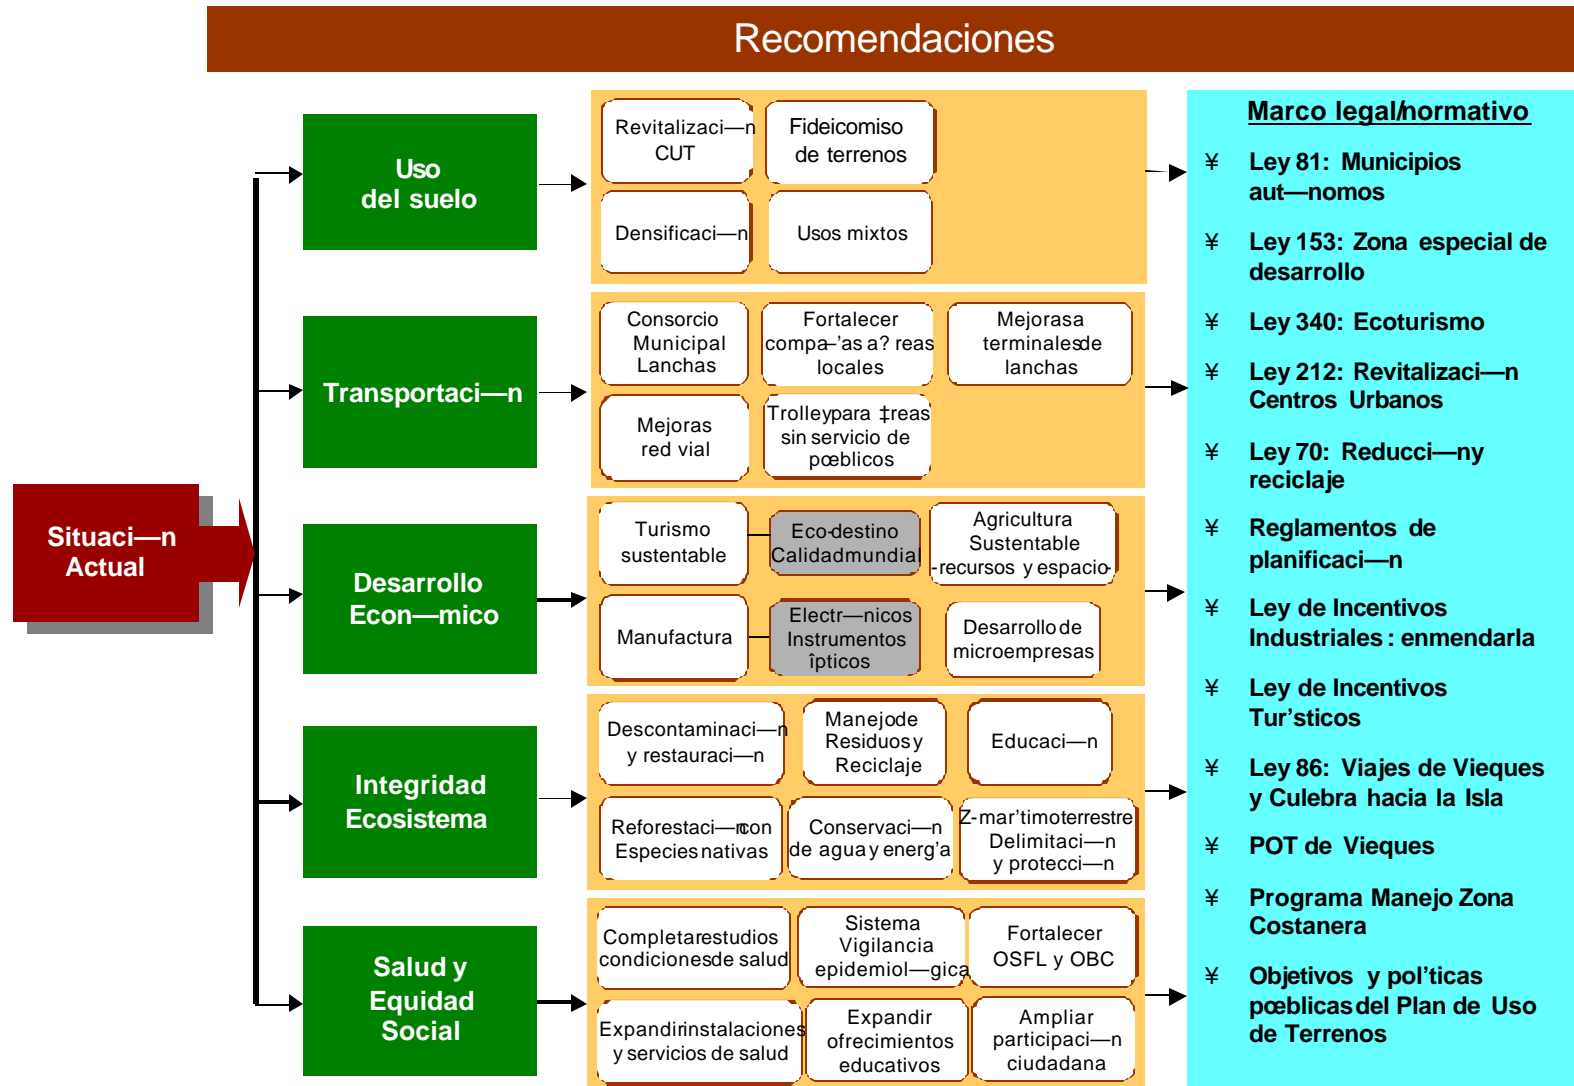 Recomendaciones
Situaci—n
Actual
Uso
del suelo
Revitalizaci—n
CUT
Fideicomiso
de terrenos
Densificaci—n
Usos mixtos
Transportaci—n
Consorcio
Municipal
Lanchas
Fortalecer
compa–’as a? reas
locales
Mejorasa
terminalesde
lanchas
Mejoras
red vial
Trolleypara ‡reas
sin servicio de
pœblicos
Desarrollo
Econ—mico
Turismo
sustentable
Eco-destino
Calidadmundial
Agricultura
Sustentable
-recursos y espacio-
Manufactura
Electr—nicos
Instrumentos
îpticos
Desarrollode
microempresas
Integridad
Ecosistema
Descontaminaci—n
y restauraci—n
Manejode
Residuosy
Reciclaje
Educaci—n
Reforestaci—ncon
Especies nativas
Conservaci—n
de aguay energ’a
Z-mar’timoterrestre
Delimitaci—n
y protecci—n
Salud y
Equidad
Social
Completarestudios
condicionesde salud
Sistema
Vigilancia
epidemiol—gica
Fortalecer
OSFL y OBC
Expandirinstalaciones
y servicios de salud
Expandir
ofrecimientos
educativos
Ampliar
participaci—n
ciudadana
Marco legal/normativo
¥ Ley 81: Municipios
aut—nomos
¥ Ley 153: Zona especial de
desarrollo
¥ Ley 340: Ecoturismo
¥ Ley 212: Revitalizaci—n
Centros Urbanos
¥ Ley 70: Reducci—ny
reciclaje
¥ Reglamentos de
planificaci—n
¥ Ley de Incentivos
Industriales : enmendarla
¥ Ley de Incentivos
Tur’sticos
¥ Ley 86: Viajes de Vieques
y Culebra hacia la Isla
¥ POT de Vieques
¥ Programa Manejo Zona
Costanera
¥ Objetivos y pol’ticas
pœblicasdel Plan de Uso
de Terrenos